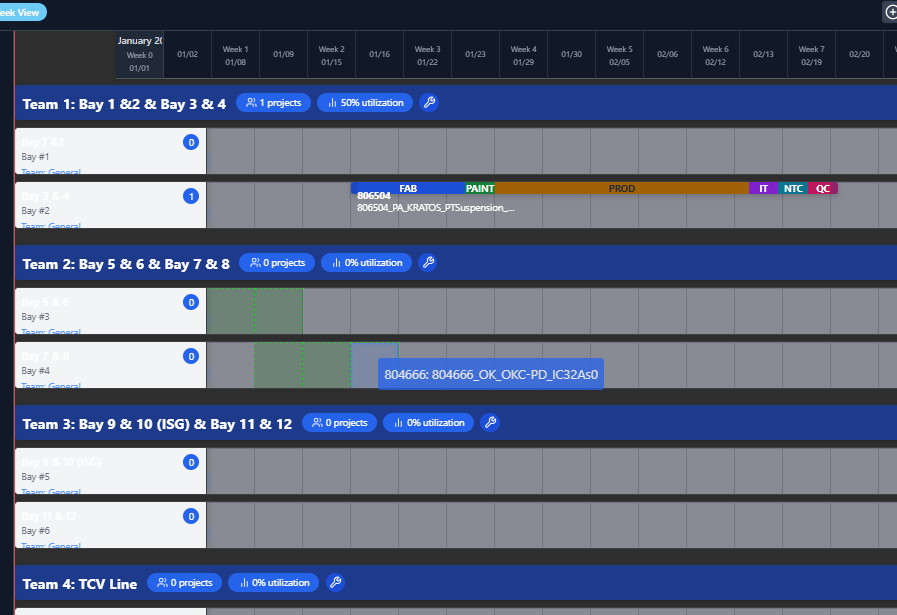 eek View
January 20
Week 0
01/01
01/02
Week 1
01/08
01/09
Week 2
01/15
01/16
Week 3
01/22
01/23
Week 4
01/29
01/30
Week 5
02/05
02/06
Week 6
02/12
02/13
Week 7
02/19
02/20
Team 1: Bay 1 &2 & Bay 3 & 4
1 projects
50% utilization
Bay 1 &2
0
Bay #1
Team: General
Bay 3 & 4
1
Bay #2
Team: General
FAB
PAINT
PROD
IT
NTC
QC
806504
806504_PA_KRATOS_PTSuspension_...
Team 2: Bay 5 & 6 & Bay 7 & 8
0 projects
0% utilization
Bay 5 & 6
0
Bay #3
Team: General
Bay 7 & 8
0
Bay #4
Team: General
804666: 804666_OK_OKC-PD_IC32As0
Team 3: Bay 9 & 10 (ISG) & Bay 11 & 12
0 projects
0% utilization
Bay 9 & 10 (ISG)
0
Bay #5
Team: General
Bay 11 & 12
0
Bay #6
Team: General
Team 4: TCV Line
0 projects
0% utilization